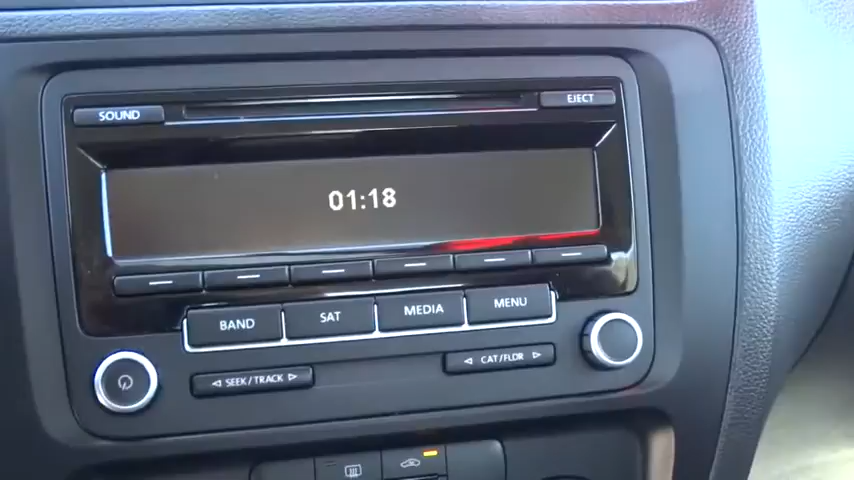 SOUND
EJECT
01:18
BAND
SAT
MEDIA
MENU
SEEK/TRACK
CAT/FLDR